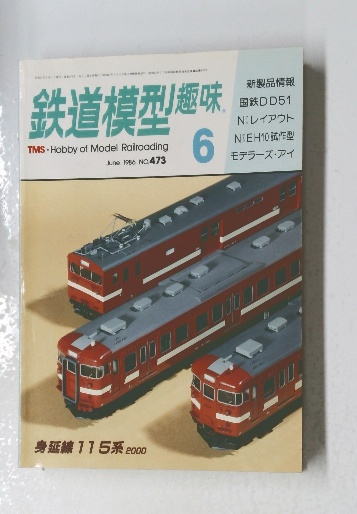 鉄道模型趣味
TMS・Hobby of Model Railroading
June 1986 NO.473
6
新製品情報
国鉄DD51
N:レイアウト
N:EH10試作型
モデラーズ・アイ
身延線115系2000